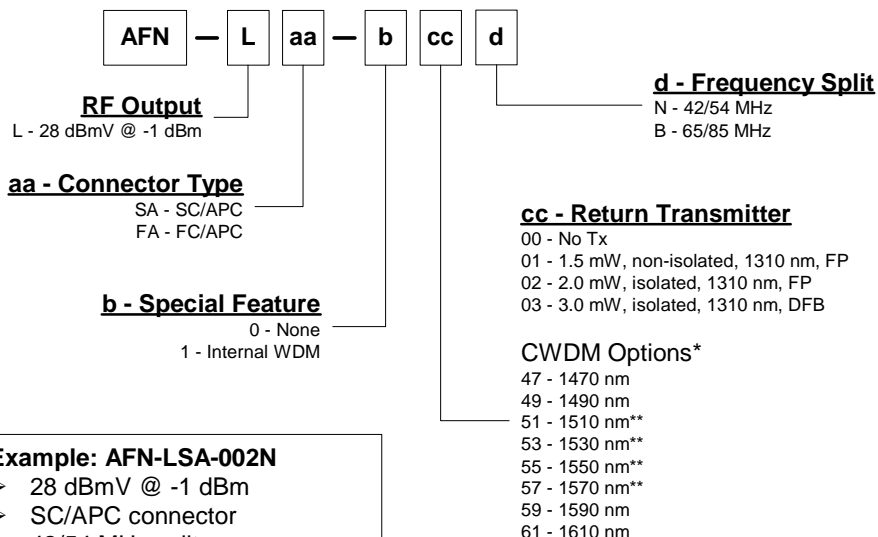 AFN — L aa — b cc d
d - Frequency Split
N - 42/54 MHz
B - 65/85 MHz
RF Output
L - 28 dBmV @ -1 dBm
aa - Connector Type
SA - SC/APC
FA - FC/APC
b - Special Feature
0 - None
1 - Internal WDM
cc - Return Transmitter
00 - No Tx
01 - 1.5 mW, non-isolated, 1310 nm, FP
02 - 2.0 mW, isolated, 1310 nm, FP
03 - 3.0 mW, isolated, 1310 nm, DFB
CWDM Options*
47 - 1470 nm
49 - 1490 nm
51 - 1510 nm**
53 - 1530 nm**
55 - 1550 nm**
57 - 1570 nm**
59 - 1590 nm
61 - 1610 nm
Example: AFN-LSA-002N
28 dBmV @ -1 dBm
SC/APC connector